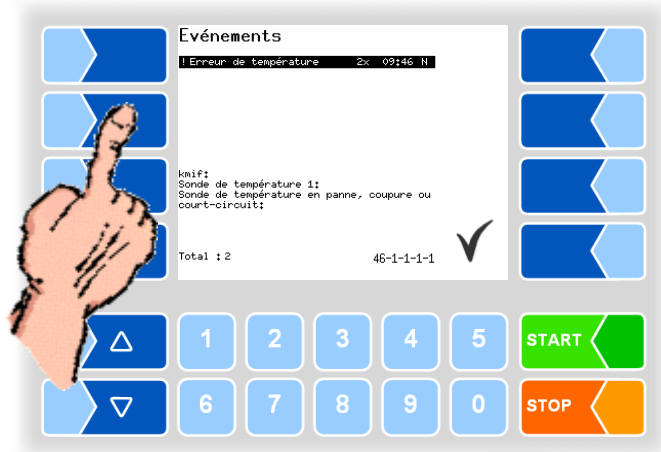 Evénements
! Erreur de température 2x 09:46 N
kmif:
Sonde de température 1:
Sonde de température en panne, coupure ou
court-circuit:
Total :2 46-1-1-1-1
1 2 3 4 5 START
6 7 8 9 0 STOP